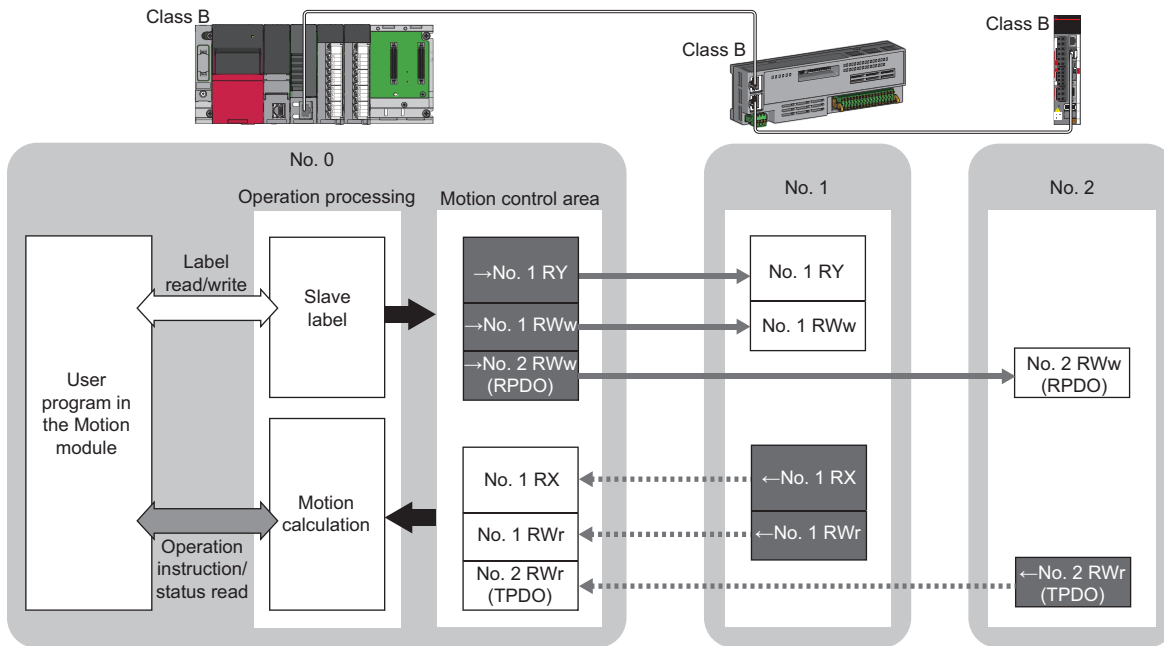 Class B
Class B
Class B
No. 0
No. 1
No. 2
Operation processing
Motion control area
User
program in
the Motion
module
Label
read/write
Slave
label
→No. 1 RY
→No. 1 RWw
→No. 2 RWw
(RPDO)
No. 1 RY
No. 1 RWw
No. 2 RWw
(RPDO)
Operation
instruction/
status read
Motion
calculation
No. 1 RX
No. 1 RWr
No. 2 RWr
(TPDO)
←No. 1 RX
←No. 1 RWr
←No. 2 RWr
(TPDO)